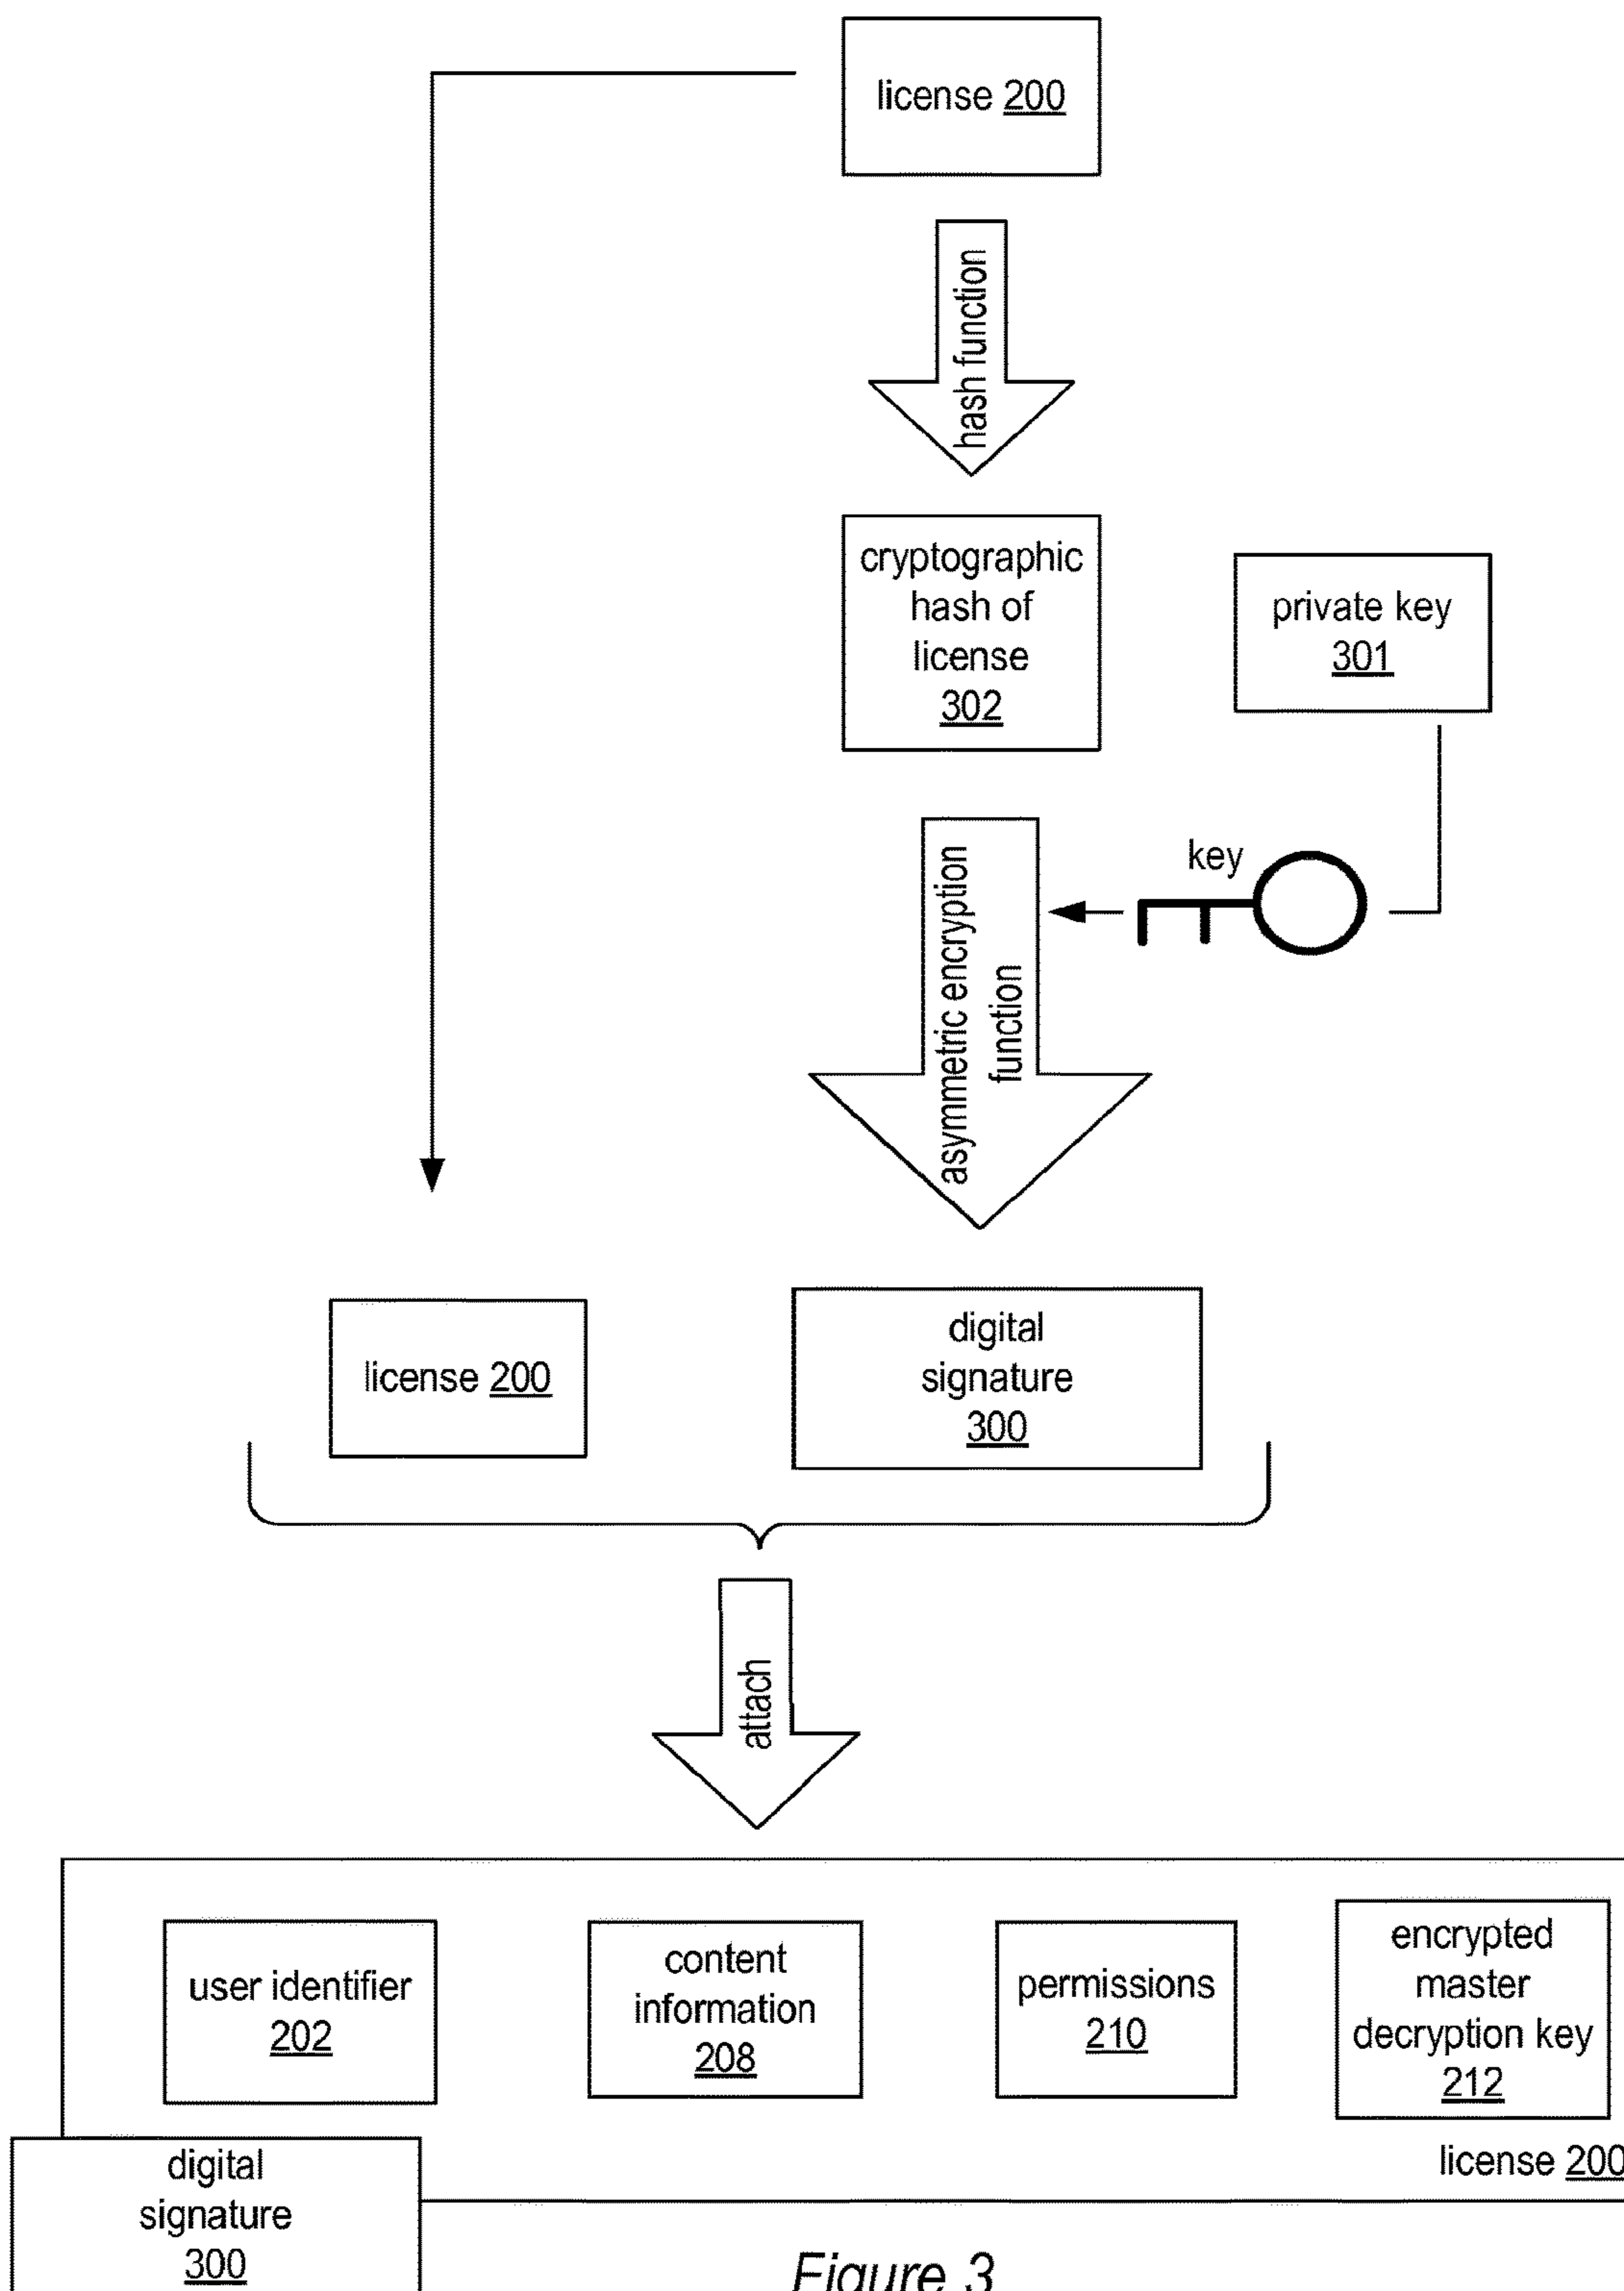 license 200
hash function
cryptographic
hash of
license
302
private key
301
key
asymmetric encryption
function
license 200
digital
signature
300
attach
user identifier
202
content
information
208
permissions
210
encrypted
master
decryption key
212
license 200
digital
signature
300
Figure 3